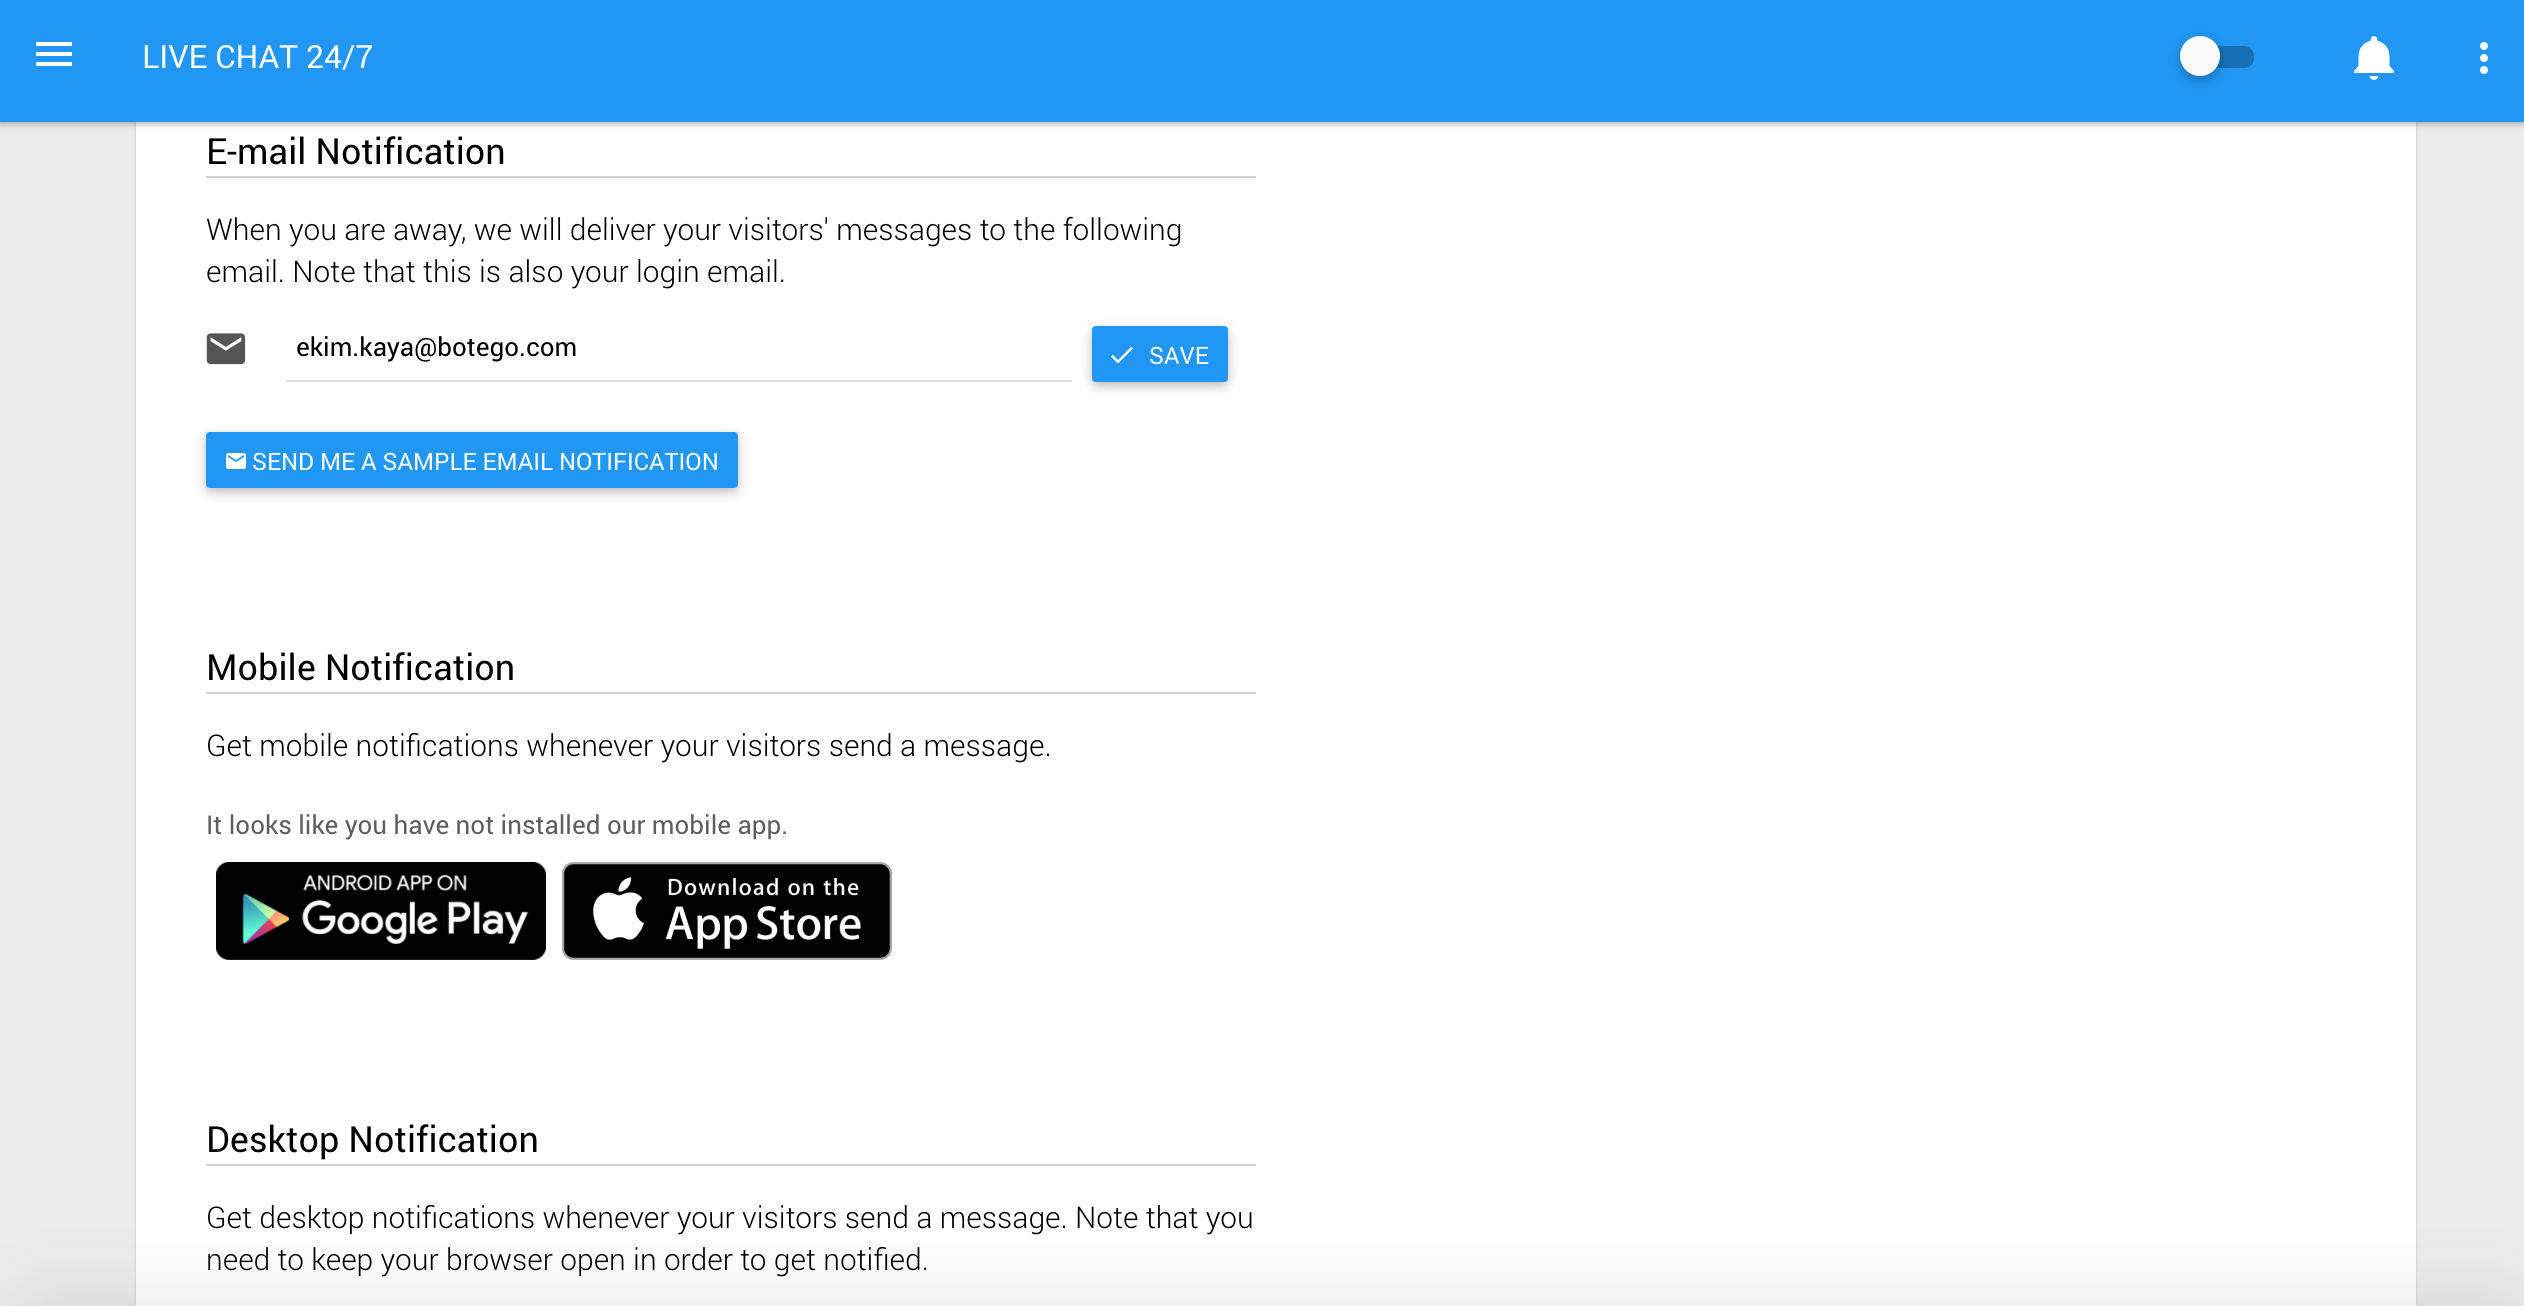 LIVE CHAT 24/7
E-mail Notification
When you are away, we will deliver your visitors' messages to the following
email. Note that this is also your login email.
ekim.kaya@botego.com
SAVE
SEND ME A SAMPLE EMAIL NOTIFICATION
Mobile Notification
Get mobile notifications whenever your visitors send a message.
It looks like you have not installed our mobile app.
ANDROID APP ON
Google Play
Download on the
App Store
Desktop Notification
Get desktop notifications whenever your visitors send a message. Note that you
need to keep your browser open in order to get notified.